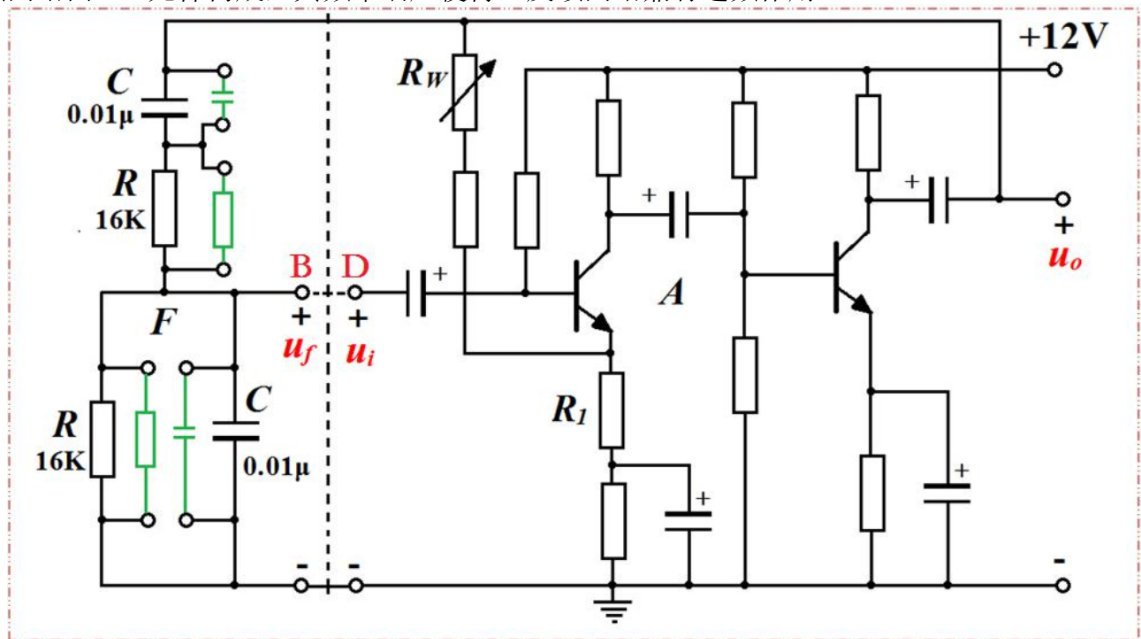 +12V
R_W
C
0.01μ
R
16K
B D
+ +
u_f u_i
F
+
+
+
A
+
u_o
R
16K
C
0.01μ
R_1
+
+
- -
-